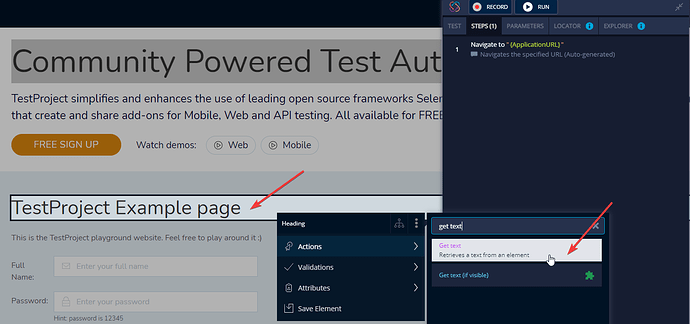 RECORD
RUN
TEST
STEPS (1)
PARAMETERS
LOCATOR
EXPLORER
1
Navigate to " {ApplicationURL} "
Navigates the specified URL (Auto-generated)
Community Powered Test Aut
TestProject simplifies and enhances the use of leading open source frameworks Selen
that create and share add-ons for Mobile, Web and API testing. All available for FREE
FREE SIGN UP
Watch demos:
Web
Mobile
TestProject Example page
This is the TestProject playground website. Feel free to play around it :)
Full
Name:
Enter your full name
Password:
Enter your password
Hint: password is 12345
Heading
Actions
Validations
Attributes
Save Element
get text
Get text
Retrieves a text from an element
Get text (if visible)